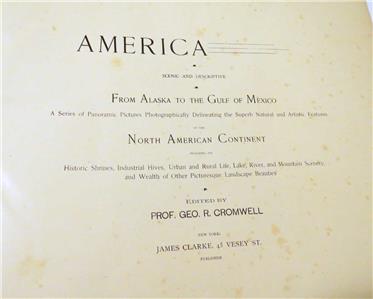 AMERICA
SCENIC AND DESCRIPTIVE
FROM ALASKA TO THE GULF OF MEXICO
A Series of Panoramic Pictures Photographically Delineating the Superb Natural and Artistic Features
OF THE
NORTH AMERICAN CONTINENT
INCLUDING ITS
Historic Shrines, Industrial Hives, Urban and Rural Life, Lake, River, and Mountain Scenery,
and Wealth of Other Picturesque Landscape Beauties
EDITED BY
PROF. GEO. R. CROMWELL
NEW YORK:
JAMES CLARKE, 48 VESEY ST.
PUBLISHER